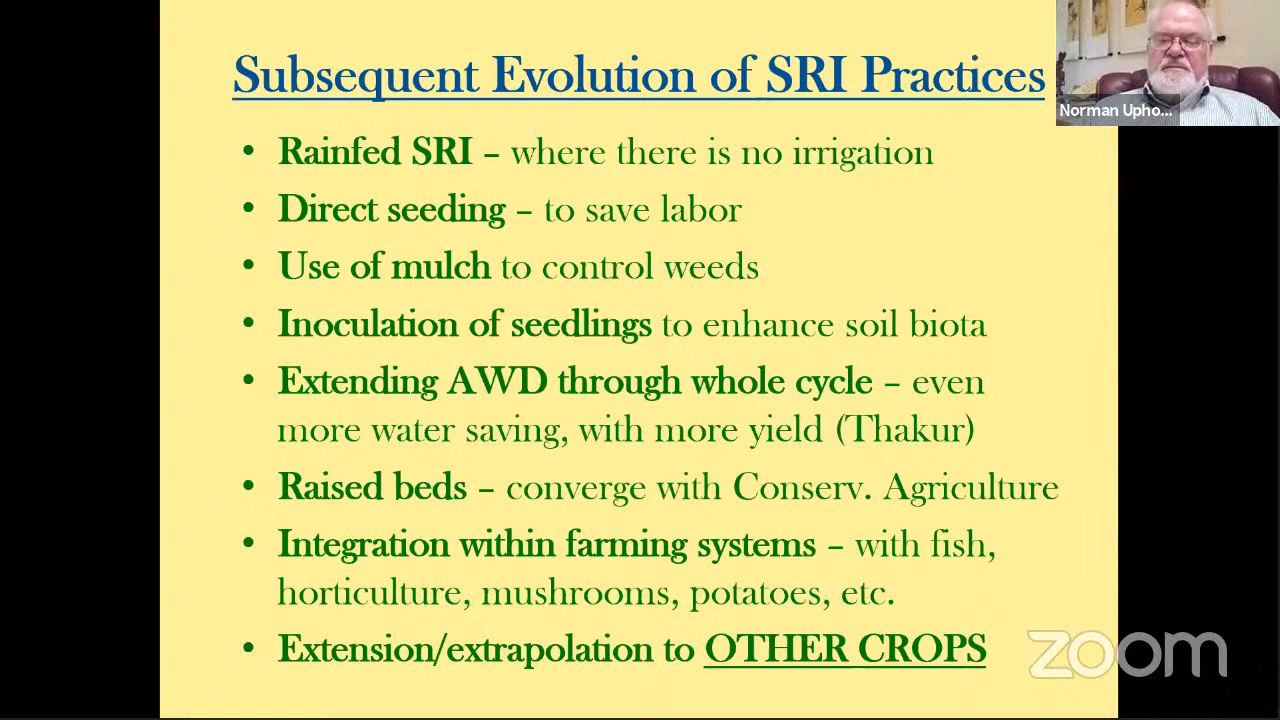 Subsequent Evolution of SRI Practices
Norman Upho...
• Rainfed SRI – where there is no irrigation
• Direct seeding – to save labor
• Use of mulch to control weeds
• Inoculation of seedlings to enhance soil biota
• Extending AWD through whole cycle – even
more water saving, with more yield (Thakur)
• Raised beds – converge with Conserv. Agriculture
• Integration within farming systems – with fish,
horticulture, mushrooms, potatoes, etc.
• Extension/extrapolation to OTHER CROPS
zoom